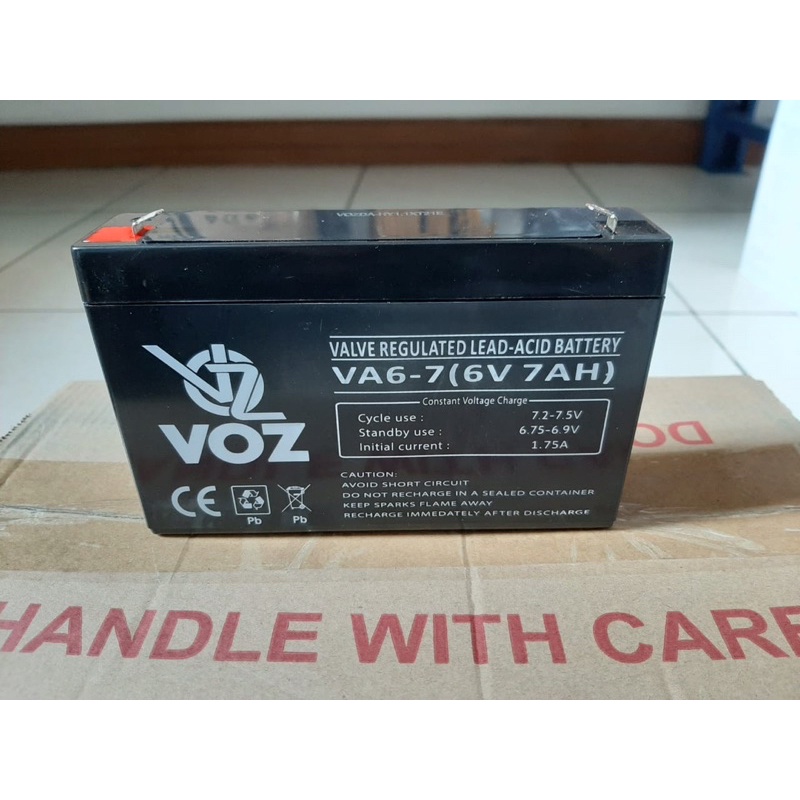 VOZ
VALVE REGULATED LEAD-ACID BATTERY
VA6-7(6V 7AH)
Constant Voltage Charge
Cycle use : 7.2-7.5V
Standby use : 6.75-6.9V
Initial current : 1.75A
CAUTION:
AVOID SHORT CIRCUIT
DO NOT RECHARGE IN A SEALED CONTAINER
KEEP SPARKS FLAME AWAY
RECHARGE IMMEDIATELY AFTER DISCHARGE
CE
Pb Pb
DO
HANDLE WITH CARE